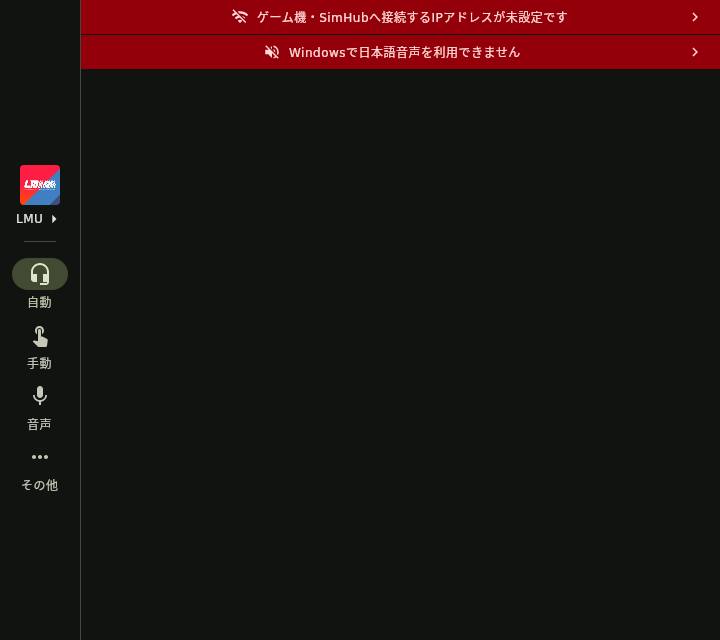 ゲーム機・SimHubへ接続するIPアドレスが未設定です
Windowsで日本語音声を利用できません
LMU
自動
手動
音声
その他